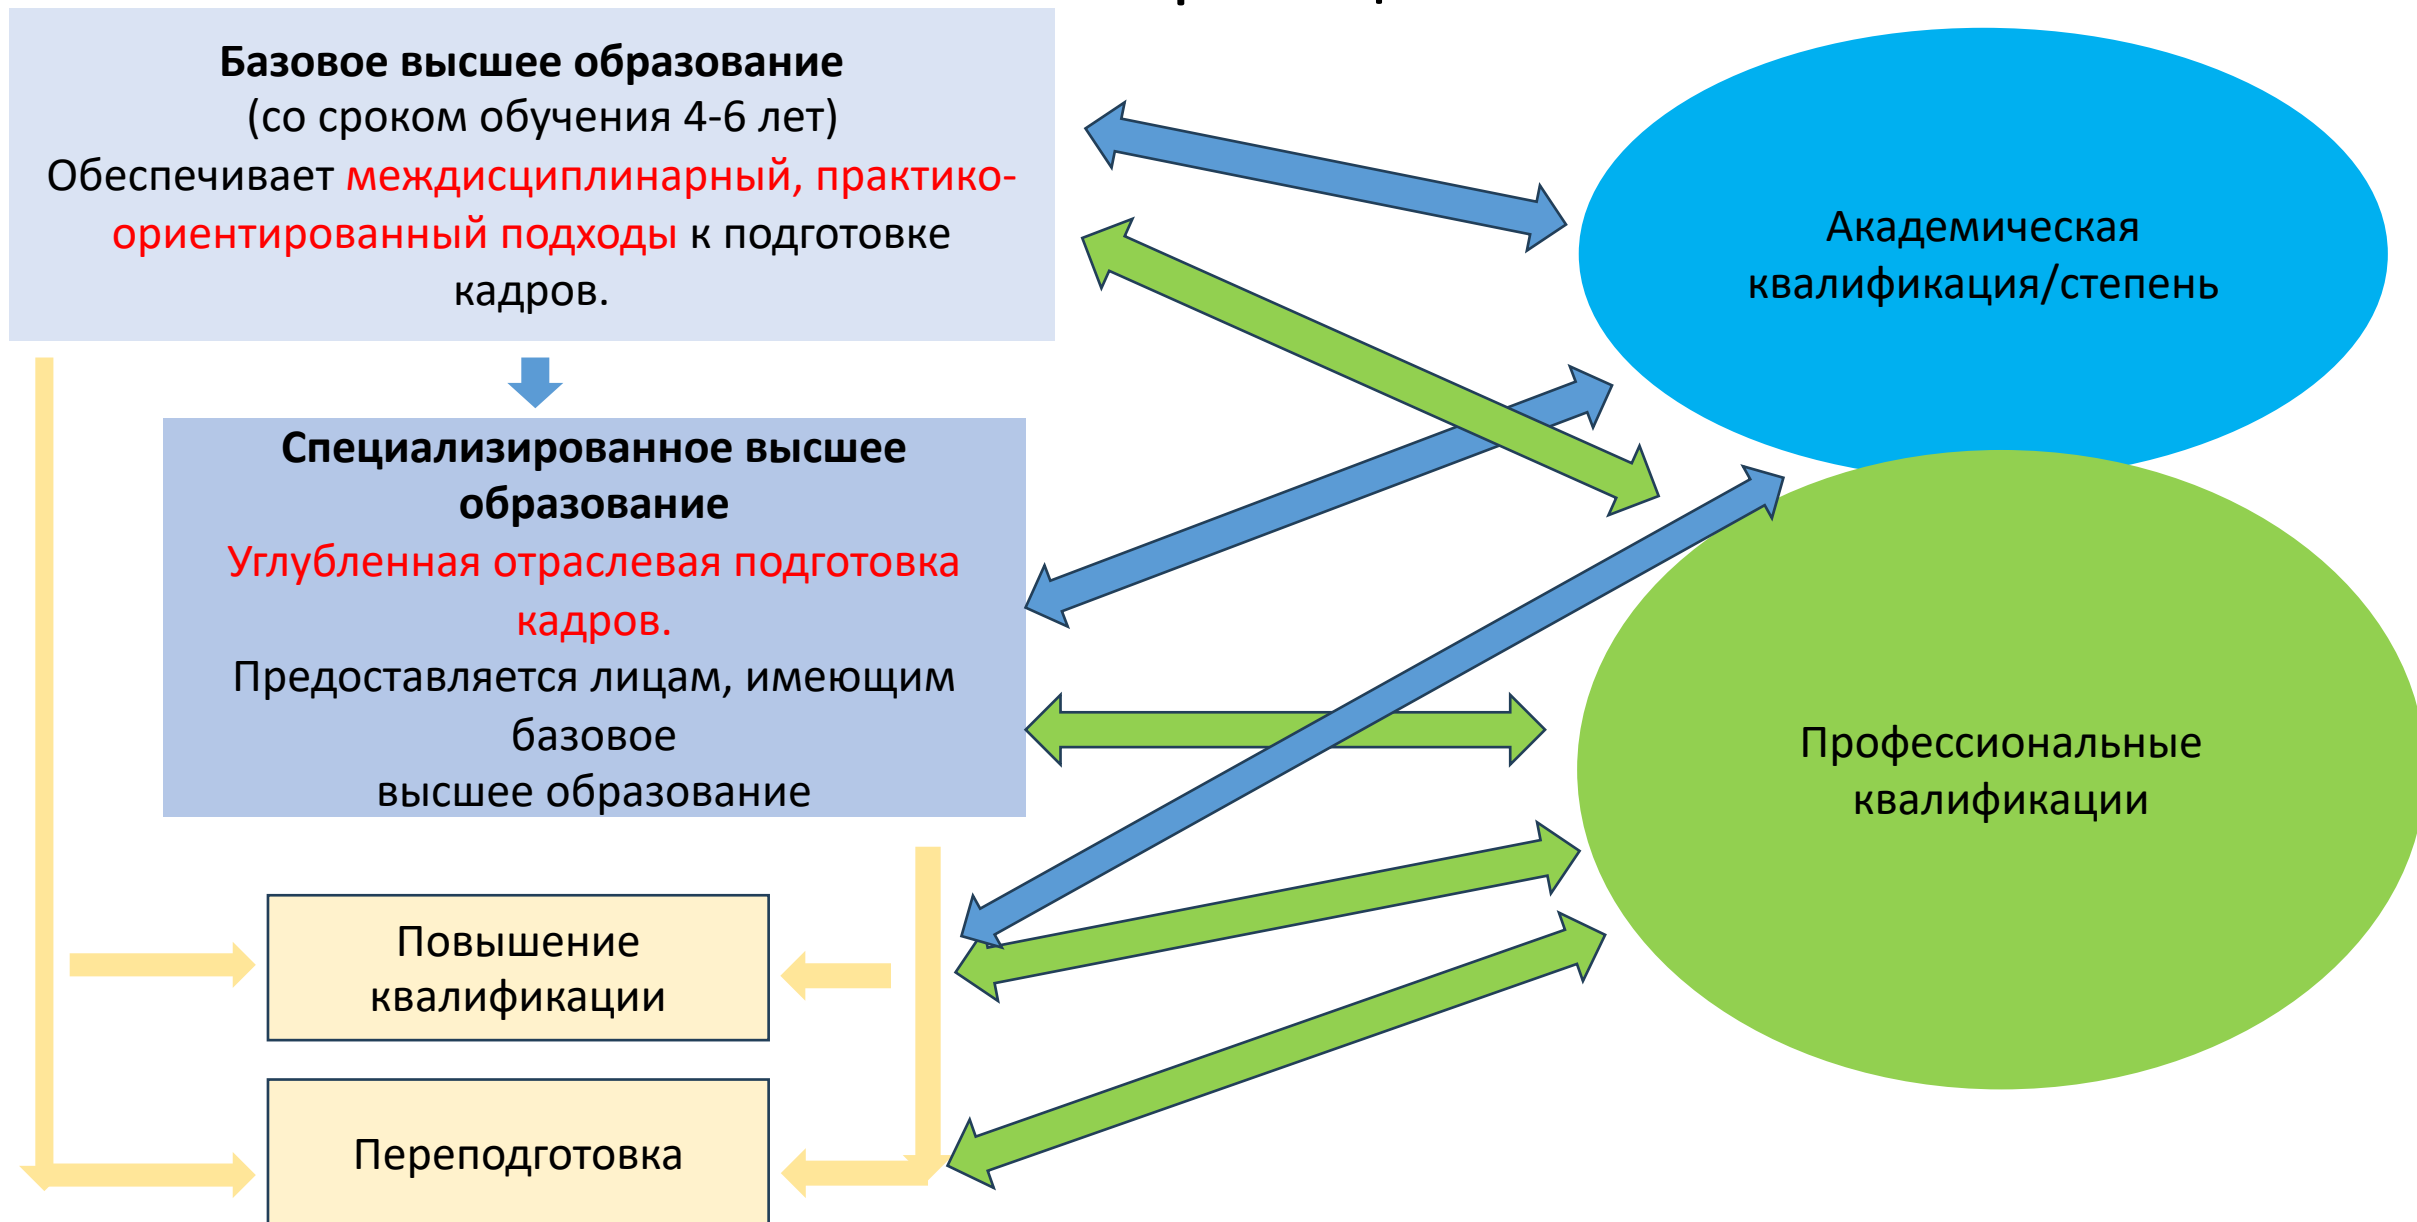 Базовое высшее образование
(со сроком обучения 4-6 лет)
Обеспечивает междисциплинарный, практико-
ориентированный подходы к подготовке
кадров.
Академическая
квалификация/степень
Специализированное высшее
образование
Углубленная отраслевая подготовка
кадров.
Предоставляется лицам, имеющим
базовое
высшее образование
Профессиональные
квалификации
Повышение
квалификации
Переподготовка